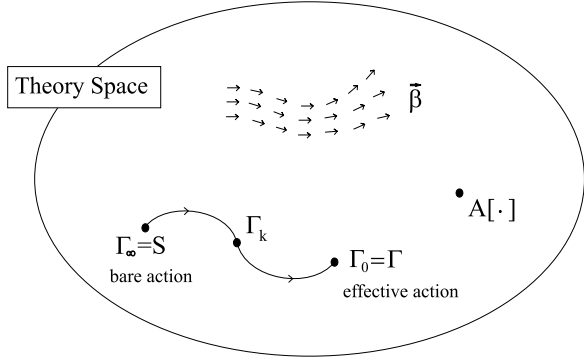 Theory Space
β⃗
A[·]
Γₖ
Γ∞=S
bare action
Γ₀=Γ
effective action